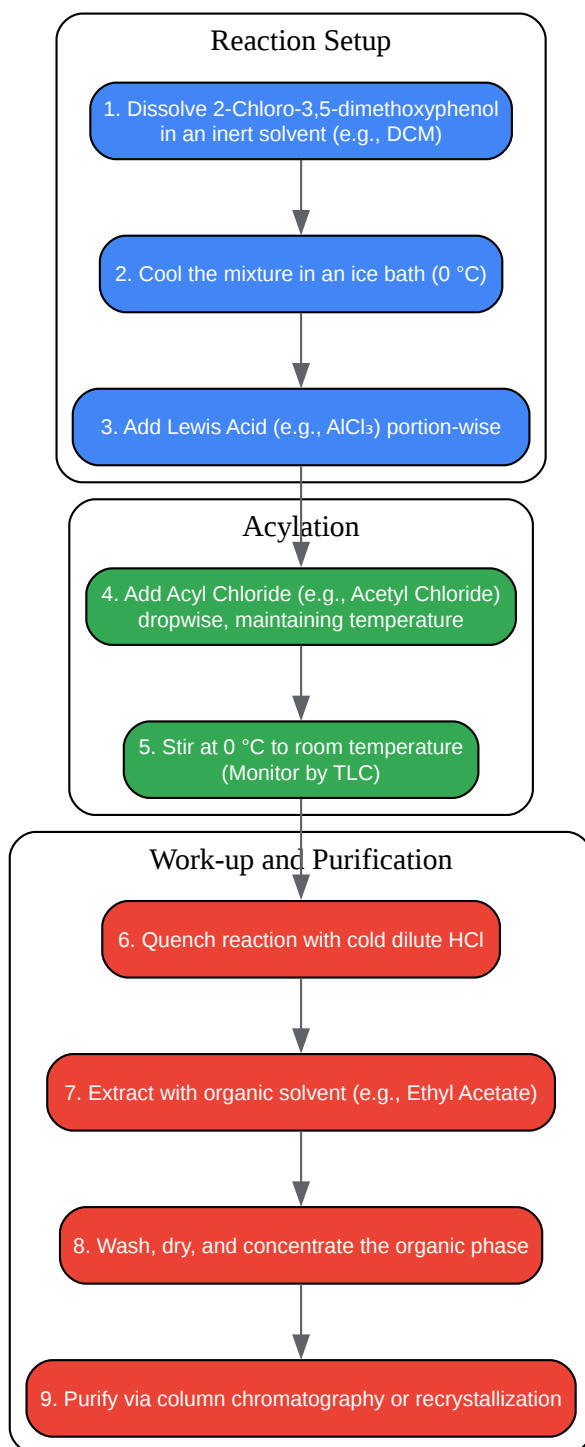 Reaction Setup
1. Dissolve 2-Chloro-3,5-dimethoxyphenol
in an inert solvent (e.g., DCM)
2. Cool the mixture in an ice bath (0 °C)
3. Add Lewis Acid (e.g., AlCl₃) portion-wise
Acylation
4. Add Acyl Chloride (e.g., Acetyl Chloride)
dropwise, maintaining temperature
5. Stir at 0 °C to room temperature
(Monitor by TLC)
Work-up and Purification
6. Quench reaction with cold dilute HCl
7. Extract with organic solvent (e.g., Ethyl Acetate)
8. Wash, dry, and concentrate the organic phase
9. Purify via column chromatography or recrystallization